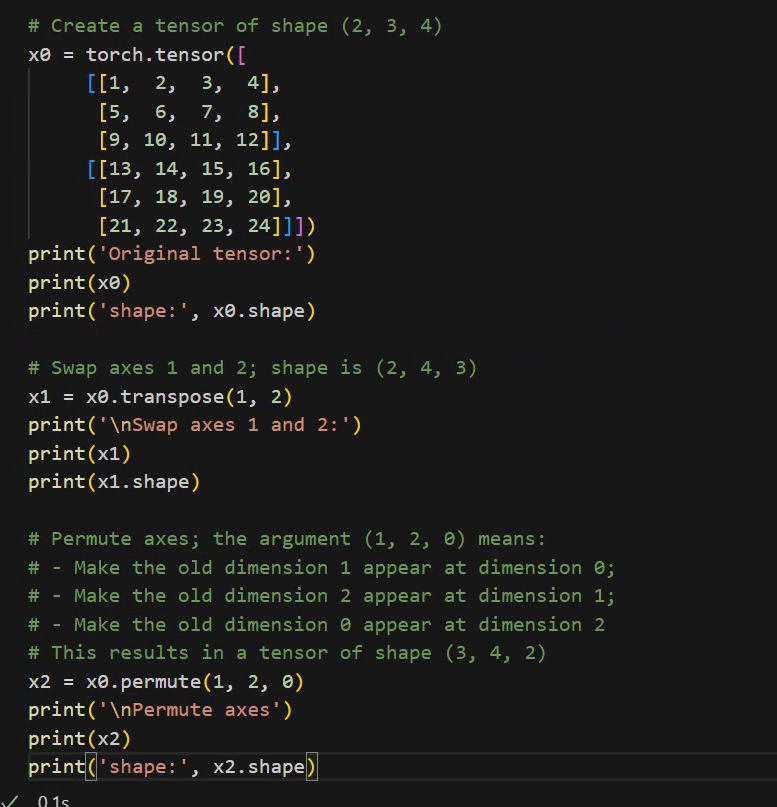 # Create a tensor of shape (2, 3, 4)
x0 = torch.tensor([
     [[1,  2,  3,  4],
      [5,  6,  7,  8],
      [9, 10, 11, 12]],
     [[13, 14, 15, 16],
      [17, 18, 19, 20],
      [21, 22, 23, 24]]])
print('Original tensor:')
print(x0)
print('shape:', x0.shape)

# Swap axes 1 and 2; shape is (2, 4, 3)
x1 = x0.transpose(1, 2)
print('\nSwap axes 1 and 2:')
print(x1)
print(x1.shape)

# Permute axes; the argument (1, 2, 0) means:
# - Make the old dimension 1 appear at dimension 0;
# - Make the old dimension 2 appear at dimension 1;
# - Make the old dimension 0 appear at dimension 2
# This results in a tensor of shape (3, 4, 2)
x2 = x0.permute(1, 2, 0)
print('\nPermute axes')
print(x2)
print('shape:', x2.shape)
0.1s